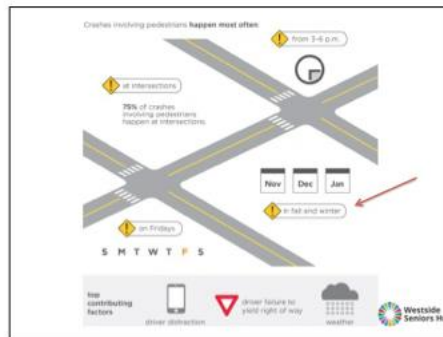 Crashes involving pedestrians happen most often:
from 3-6 p.m.
at intersections
75% of crashes
involving pedestrians
happen at intersections.
Nov Dec Jan
in fall and winter
on Fridays
S M T W T F S
top
contributing
factors
driver distraction
driver failure to
yield right of way
weather
Westside
Seniors H